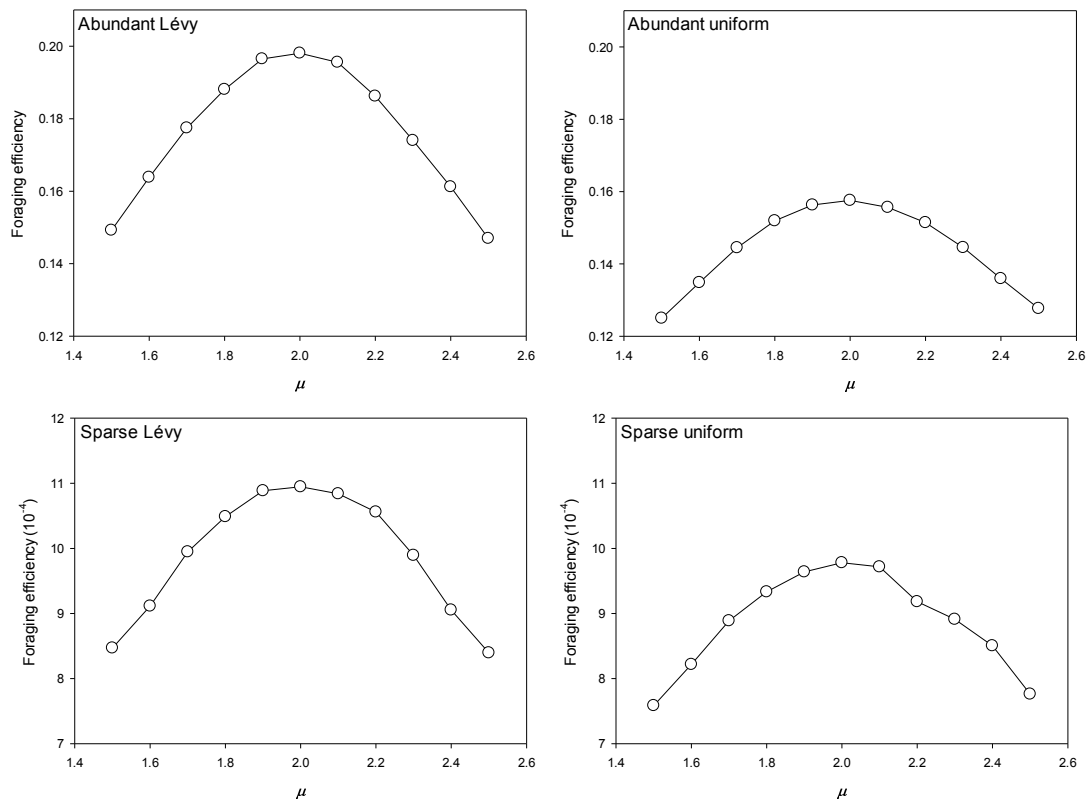 Abundant Lévy
Foraging efficiency
0.20
0.18
0.16
0.14
0.12
1.4 1.6 1.8 2.0 2.2 2.4 2.6
μ
Abundant uniform
Foraging efficiency
0.20
0.18
0.16
0.14
0.12
1.4 1.6 1.8 2.0 2.2 2.4 2.6
μ
Sparse Lévy
Foraging efficiency (10⁻⁴)
12
11
10
9
8
7
1.4 1.6 1.8 2.0 2.2 2.4 2.6
μ
Sparse uniform
Foraging efficiency (10⁻⁴)
12
11
10
9
8
7
1.4 1.6 1.8 2.0 2.2 2.4 2.6
μ